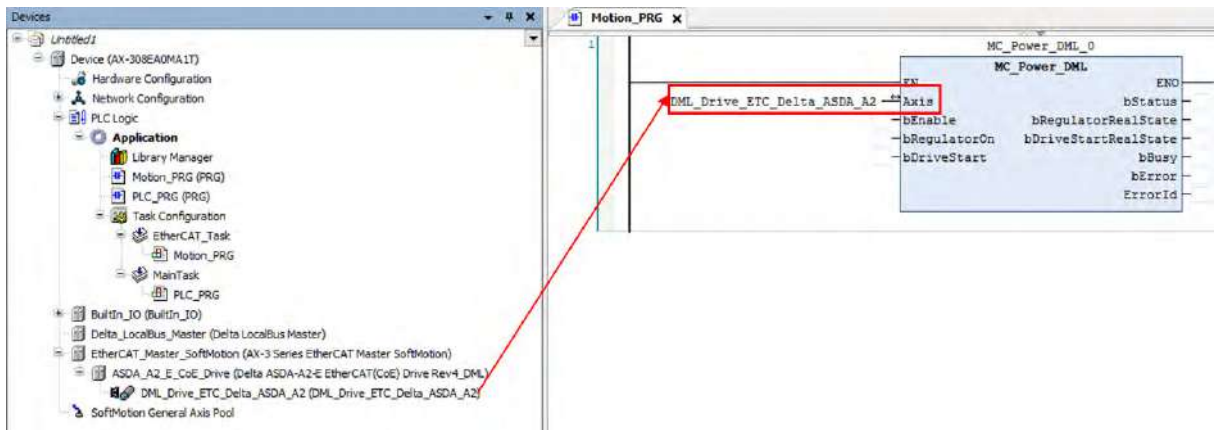 Devices
Untitled1
Device (AX-308EA0MA1T)
Hardware Configuration
Network Configuration
PLC Logic
Application
Library Manager
Motion_PRG (PRG)
PLC_PRG (PRG)
Task Configuration
EtherCAT_Task
Motion_PRG
MainTask
PLC_PRG
BuiltIn_IO (BuiltIn_IO)
Delta_LocalBus_Master (Delta LocalBus Master)
EtherCAT_Master_SoftMotion (AX-3 Series EtherCAT Master SoftMotion)
ASDA_A2_E_CoE_Drive (Delta ASDA-A2-E EtherCAT(CoE) Drive Rev4_DML)
DML_Drive_ETC_Delta_ASDA_A2 (DML_Drive_ETC_Delta_ASDA_A2)
SoftMotion General Axis Pool
Motion_PRG
1
MC_Power_DML_0
MC_Power_DML
EN ENO
DML_Drive_ETC_Delta_ASDA_A2 Axis bStatus
bEnable bRegulatorRealState
bRegulatorOn bDriveStartRealState
bDriveStart bBusy
bError
ErrorId